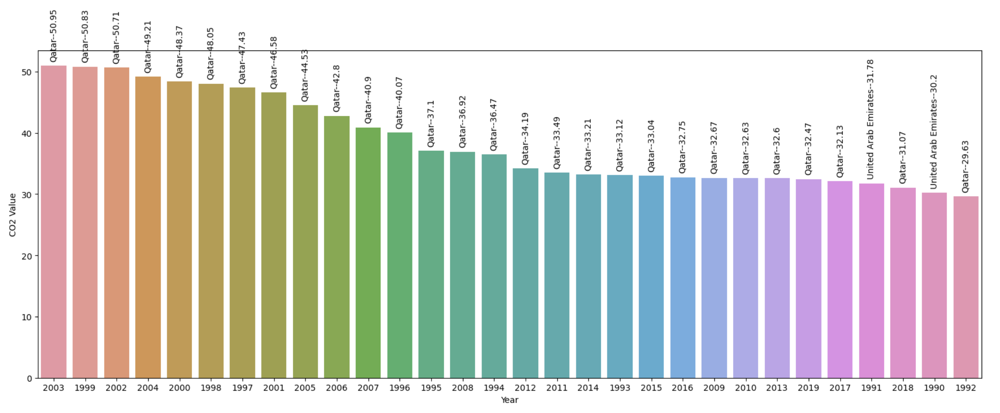 Qatar--50.95
Qatar--50.83
Qatar--50.71
Qatar--49.21
Qatar--48.37
Qatar--48.05
Qatar--47.43
Qatar--46.58
Qatar--44.53
Qatar--42.8
Qatar--40.9
Qatar--40.07
Qatar--37.1
Qatar--36.92
Qatar--36.47
Qatar--34.19
Qatar--33.49
Qatar--33.21
Qatar--33.12
Qatar--33.04
Qatar--32.75
Qatar--32.67
Qatar--32.63
Qatar--32.6
Qatar--32.47
Qatar--32.13
United Arab Emirates--31.78
Qatar--31.07
United Arab Emirates--30.2
Qatar--29.63
CO2 Value
50
40
30
20
10
0
2003 1999 2002 2004 2000 1998 1997 2001 2005 2006 2007 1996 1995 2008 1994 2012 2011 2014 1993 2015 2016 2009 2010 2013 2019 2017 1991 2018 1990 1992
Year